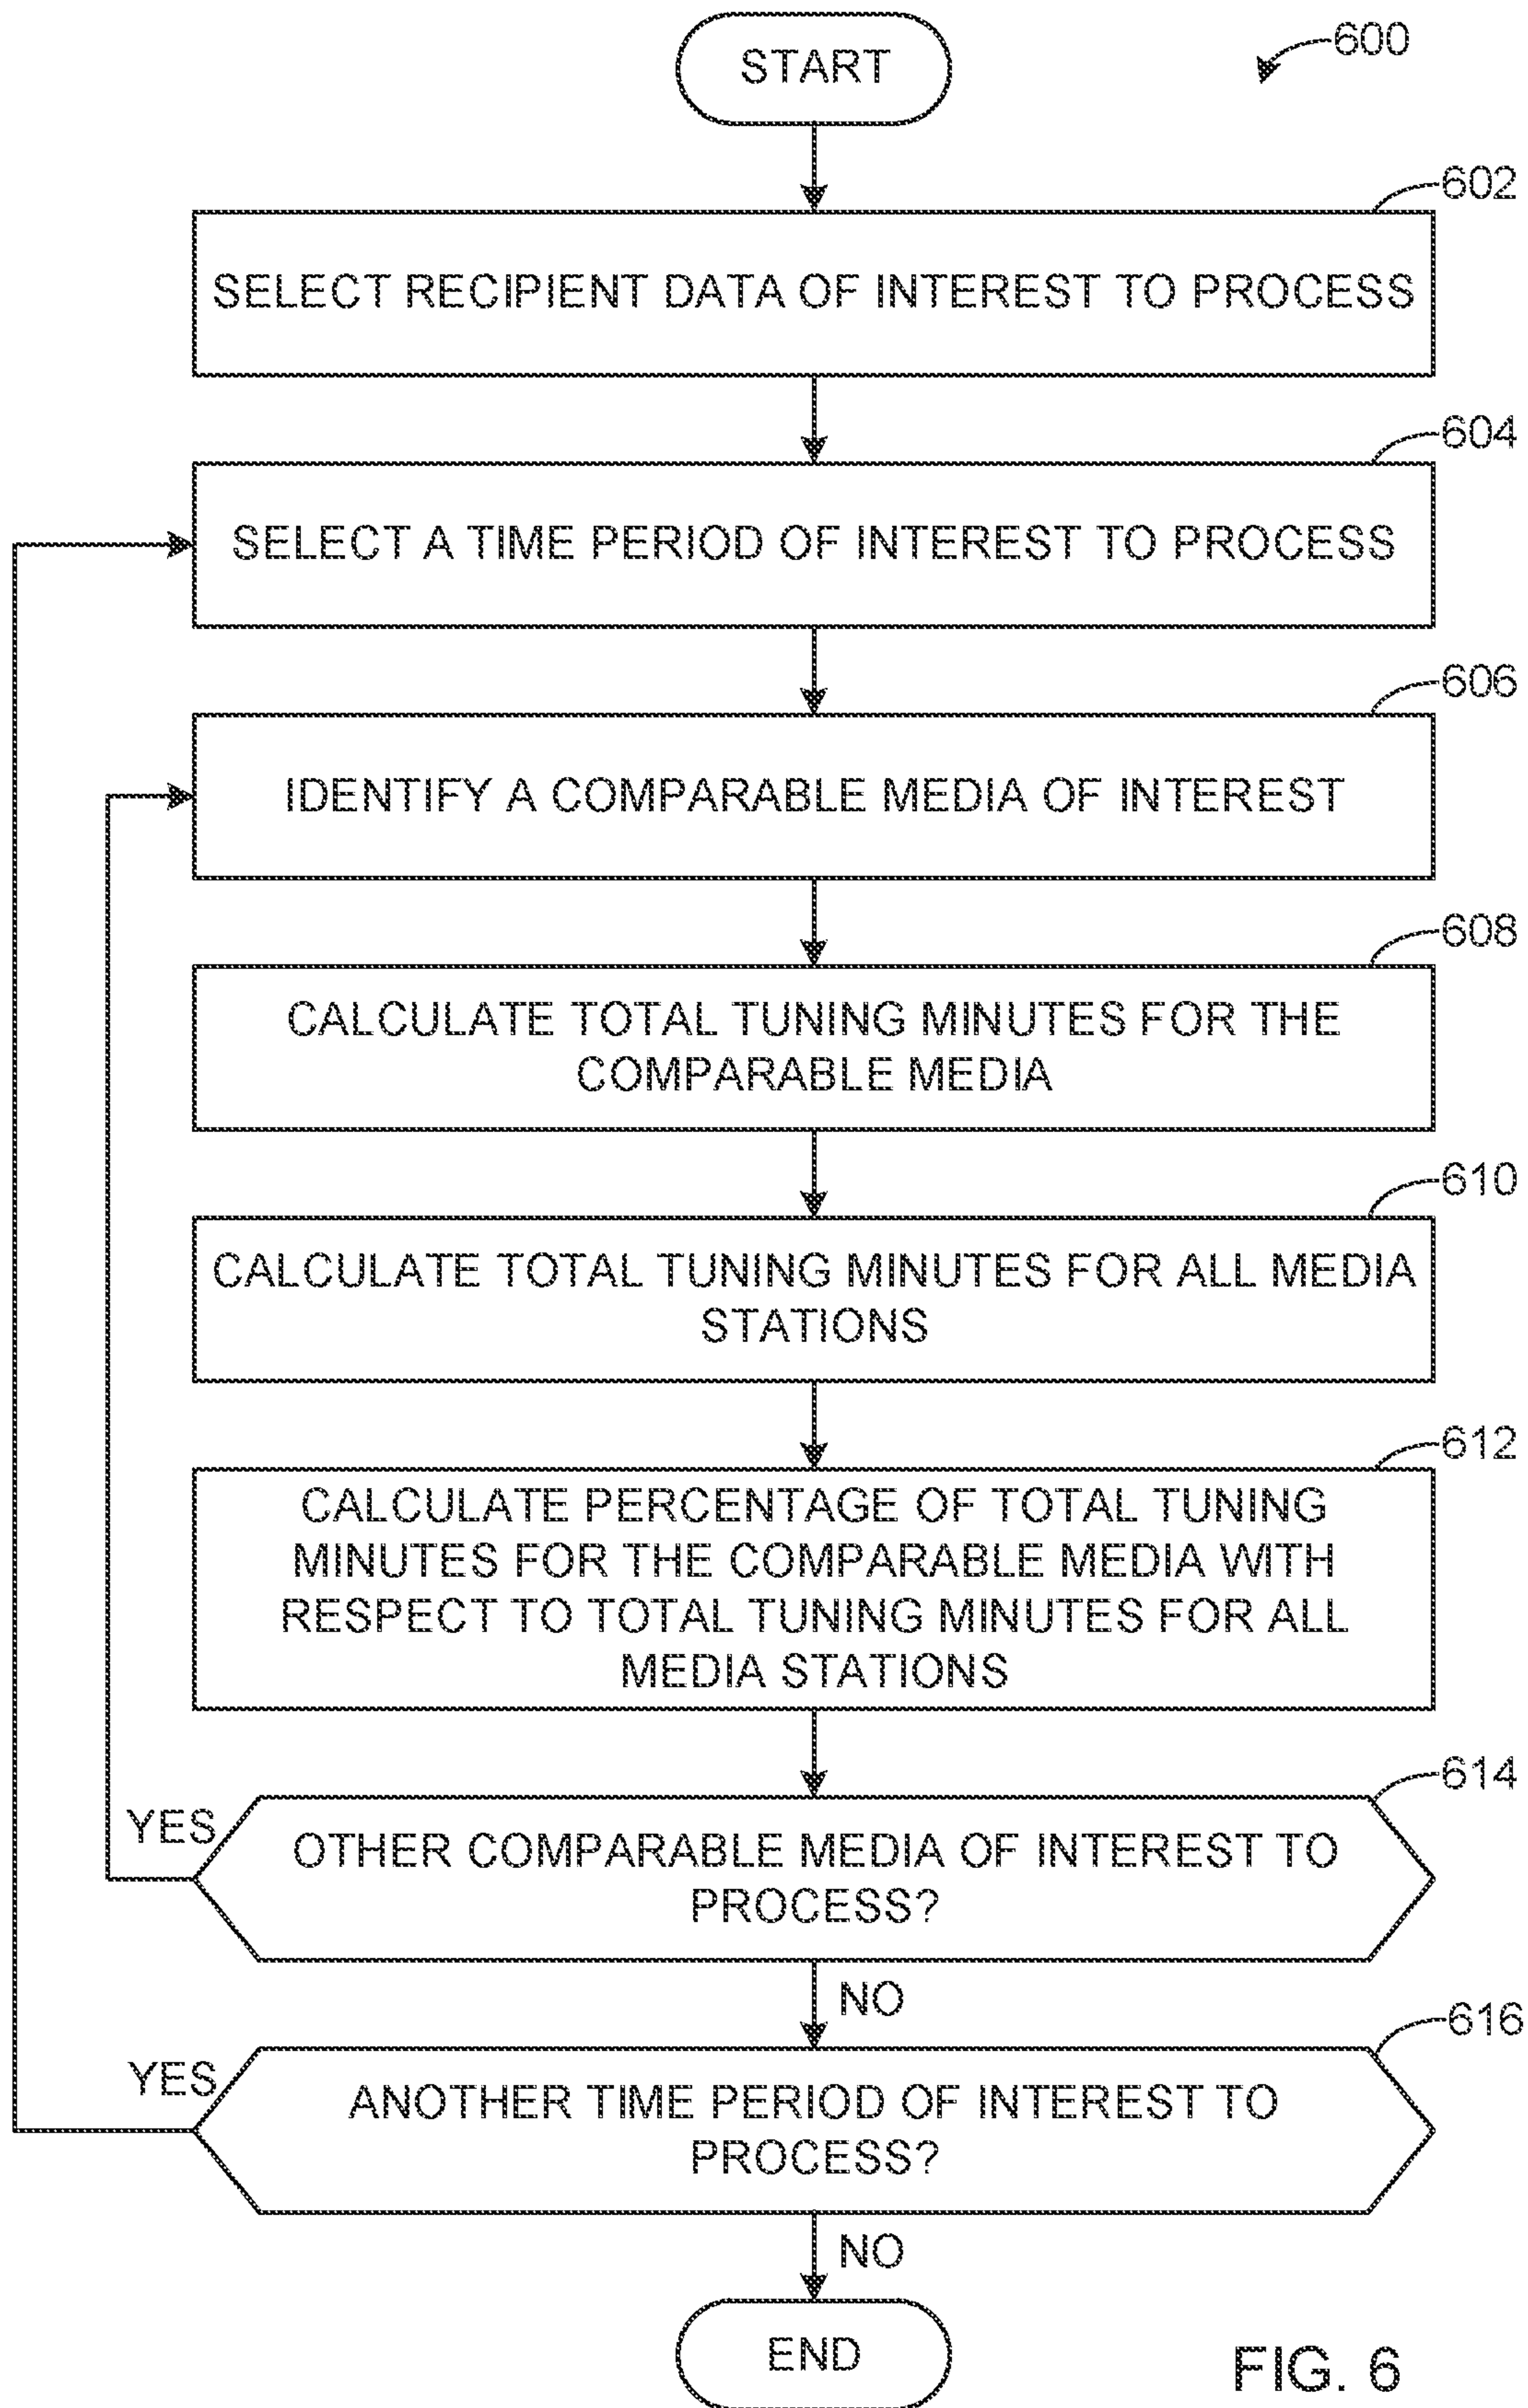 START
600
602
SELECT RECIPIENT DATA OF INTEREST TO PROCESS
604
SELECT A TIME PERIOD OF INTEREST TO PROCESS
606
IDENTIFY A COMPARABLE MEDIA OF INTEREST
608
CALCULATE TOTAL TUNING MINUTES FOR THE
COMPARABLE MEDIA
610
CALCULATE TOTAL TUNING MINUTES FOR ALL MEDIA
STATIONS
612
CALCULATE PERCENTAGE OF TOTAL TUNING
MINUTES FOR THE COMPARABLE MEDIA WITH
RESPECT TO TOTAL TUNING MINUTES FOR ALL
MEDIA STATIONS
614
YES
OTHER COMPARABLE MEDIA OF INTEREST TO
PROCESS?
NO
616
YES
ANOTHER TIME PERIOD OF INTEREST TO
PROCESS?
NO
END
FIG. 6